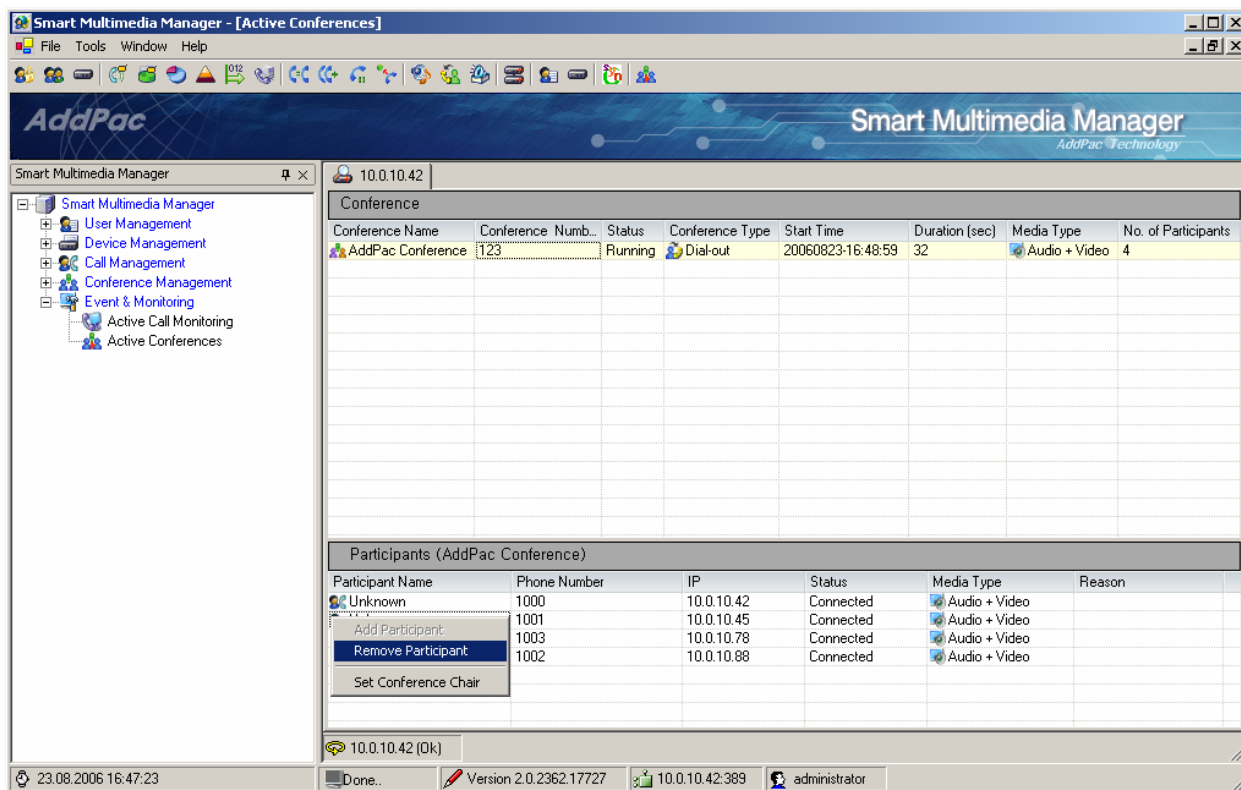 Smart Multimedia Manager - [Active Conferences]
File Tools Window Help
AddPac
Smart Multimedia Manager
AddPac Technology
Smart Multimedia Manager
10.0.10.42
Smart Multimedia Manager
User Management
Device Management
Call Management
Conference Management
Event & Monitoring
Active Call Monitoring
Active Conferences
Conference
Conference Name Conference Numb... Status Conference Type Start Time Duration (sec) Media Type No. of Participants
AddPac Conference 123 Running Dial-out 20060823-16:48:59 32 Audio + Video 4
Participants (AddPac Conference)
Participant Name Phone Number IP Status Media Type Reason
Unknown 1000 10.0.10.42 Connected Audio + Video
1001 10.0.10.45 Connected Audio + Video
1003 10.0.10.78 Connected Audio + Video
1002 10.0.10.88 Connected Audio + Video
Add Participant
Remove Participant
Set Conference Chair
10.0.10.42 (Ok)
23.08.2006 16:47:23 Done.. Version 2.0.2362.17727 10.0.10.42:389 administrator